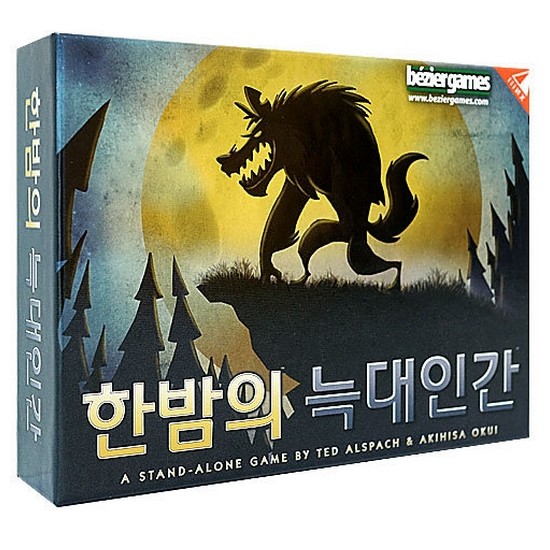 béziergames
www.beziergames.com
한밤의 늑대인간
A STAND-ALONE GAME BY TED ALSPACH & AKIHISA OKUI
한밤의 늑대인간